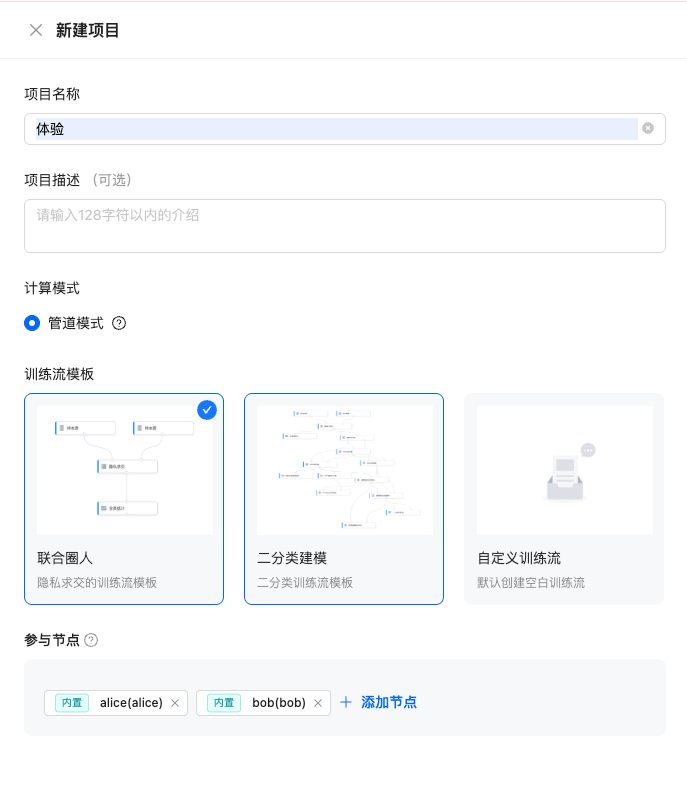 新建项目
项目名称
体验
项目描述 （可选）
请输入128字符以内的介绍
计算模式
管道模式
训练流模板
样本表 样本表
隐私求交
全表统计
联合圈人
隐私求交的训练流模板
二分类建模
二分类训练流模板
自定义训练流
默认创建空白训练流
参与节点
内置 alice(alice) 内置 bob(bob) 添加节点